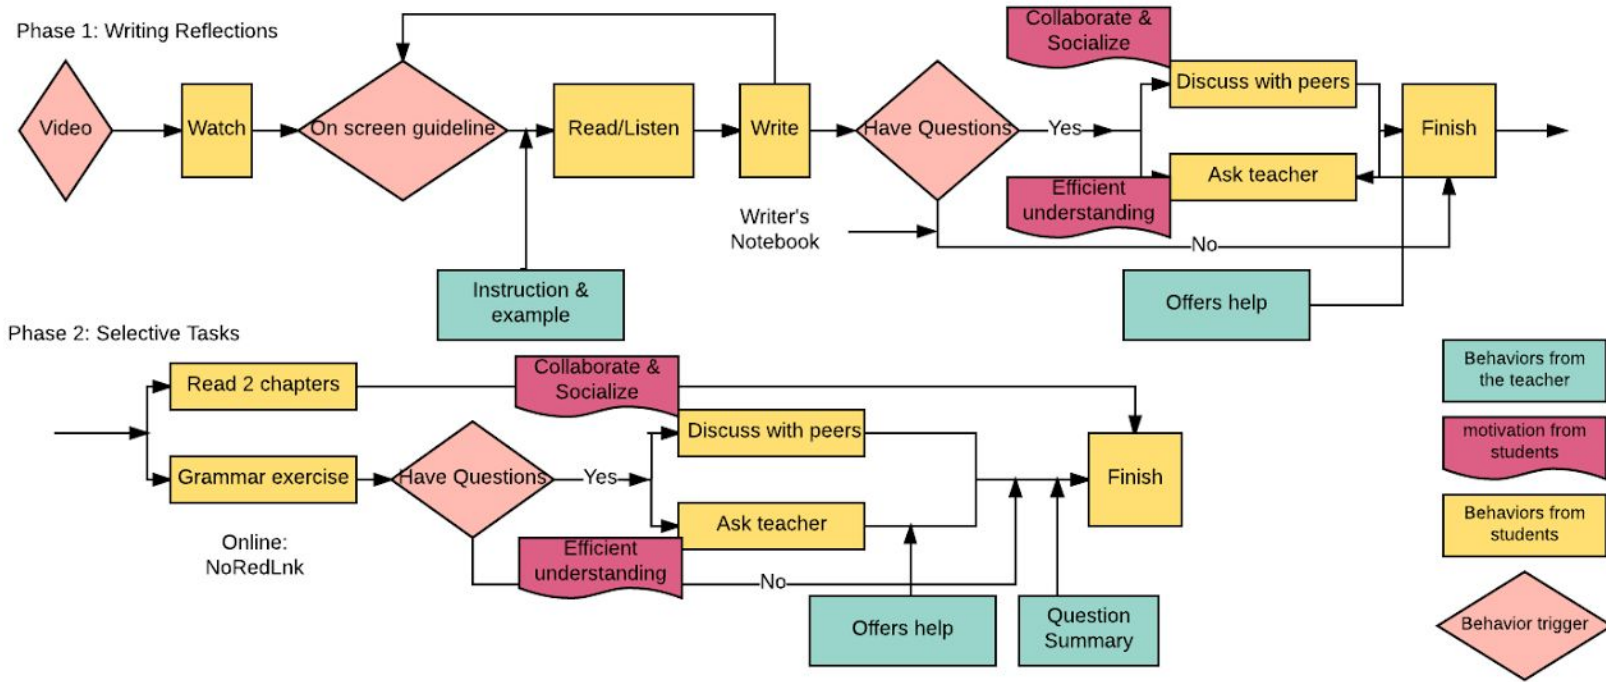 Phase 1: Writing Reflections
Video
Watch
On screen guideline
Read/Listen
Write
Have Questions
Yes
Collaborate &
Socialize
Discuss with peers
Ask teacher
Efficient
understanding
Finish
Writer's
Notebook
No
Instruction &
example
Offers help
Phase 2: Selective Tasks
Read 2 chapters
Grammar exercise
Online:
NoRedLnk
Have Questions
Yes
Collaborate &
Socialize
Discuss with peers
Ask teacher
Efficient
understanding
No
Offers help
Question
Summary
Finish
Behaviors from
the teacher
motivation from
students
Behaviors from
students
Behavior trigger